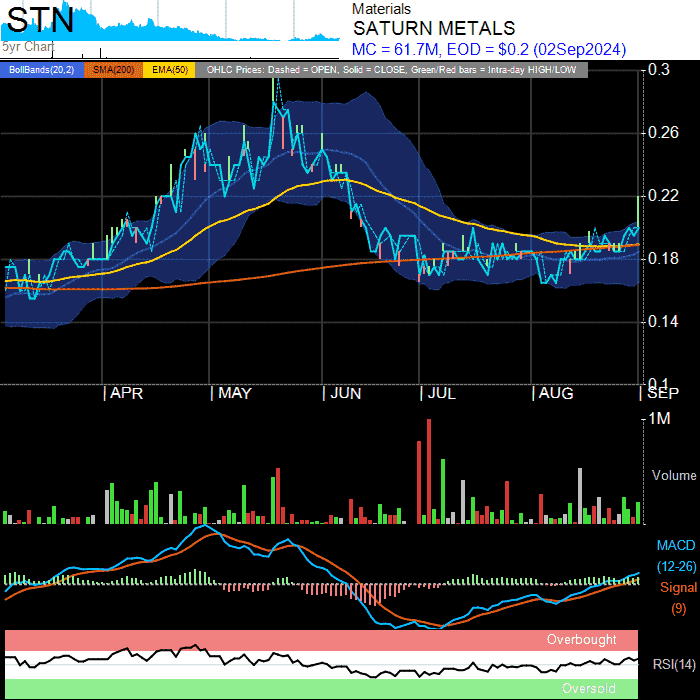 STN
5yr Chart
Materials
SATURN METALS
MC = 61.7M, EOD = $0.2 (02Sep2024)
BollBands(20,2) SMA(200) EMA(50) OHLC Prices: Dashed = OPEN, Solid = CLOSE, Green/Red bars = Intra-day HIGH/LOW
0.3
0.26
0.22
0.18
0.14
0.1
APR MAY JUN JUL AUG SEP
1M
Volume
MACD
(12-26)
Signal
(9)
Overbought
RSI(14)
Oversold